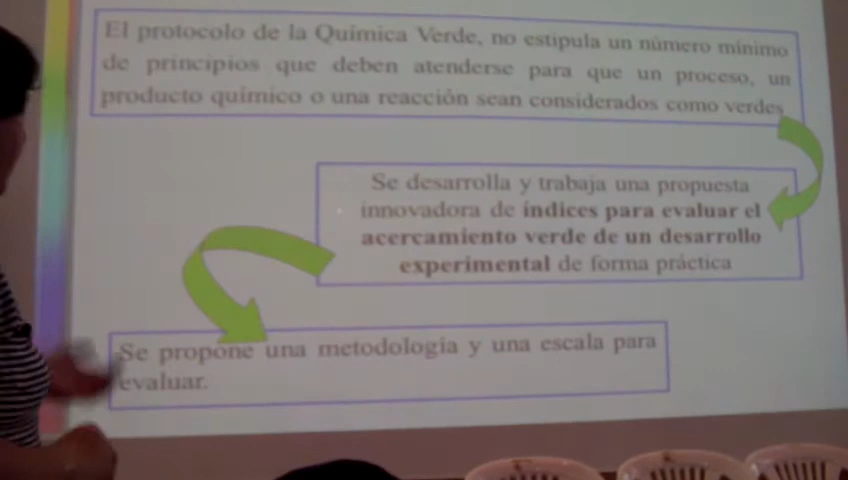 El protocolo de la Química Verde, no estipula un número mínimo
de principios que deben atenderse para que un proceso, un
producto químico o una reacción sean considerados como verdes
Se desarrolla y trabaja una propuesta
innovadora de índices para evaluar el
acercamiento verde de un desarrollo
experimental de forma práctica
Se propone una metodología y una escala para
evaluar.